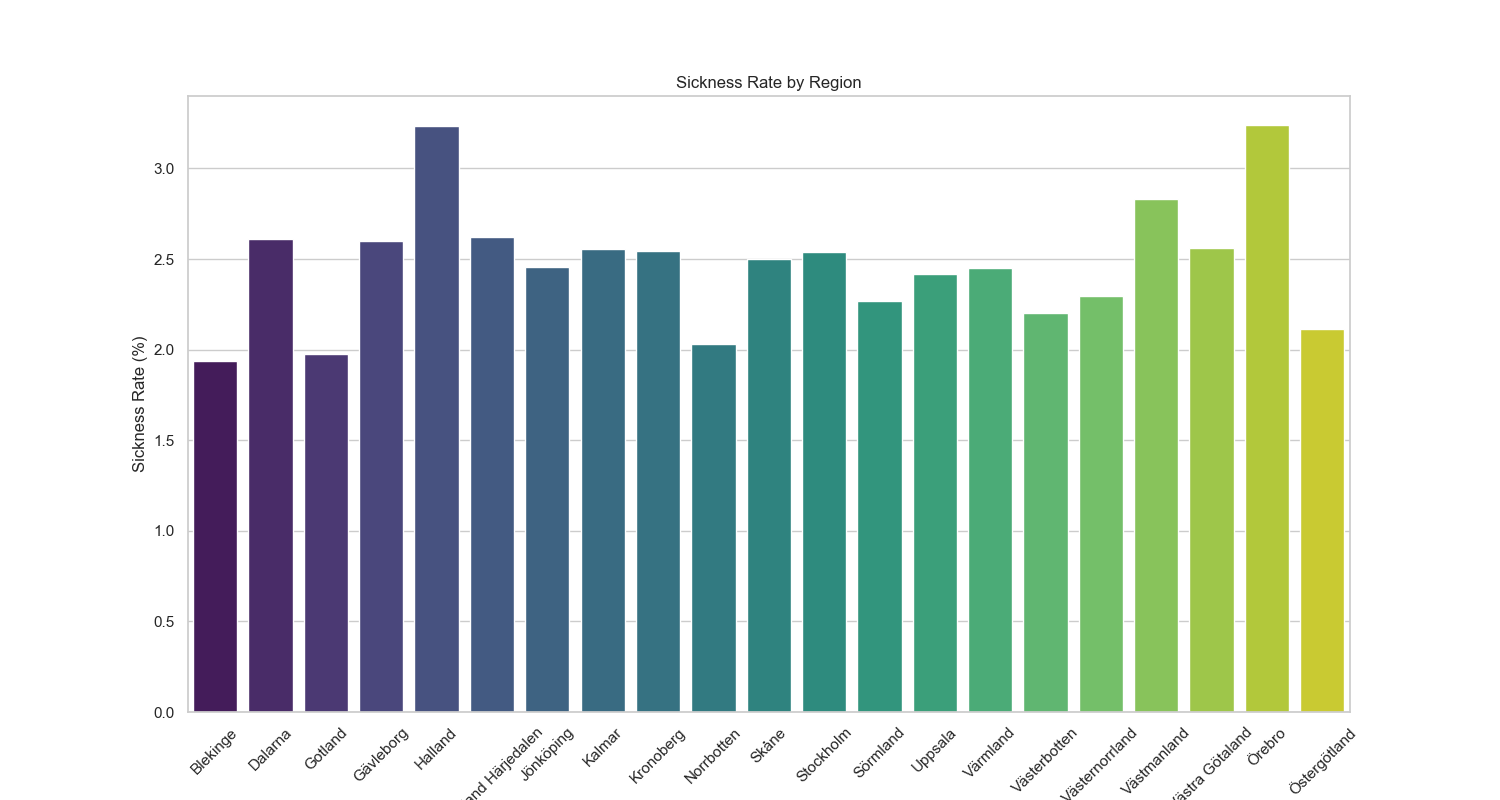 Sickness Rate by Region
Sickness Rate (%)
3.0
2.5
2.0
1.5
1.0
0.5
0.0
Blekinge
Dalarna
Gotland
Gävleborg
Halland
Härjedalen
Jönköping
Kalmar
Kronoberg
Norrbotten
Skåne
Stockholm
Sörmland
Uppsala
Värmland
Västerbotten
Västernorrland
Västmanland
Götaland
Örebro
Östergötland